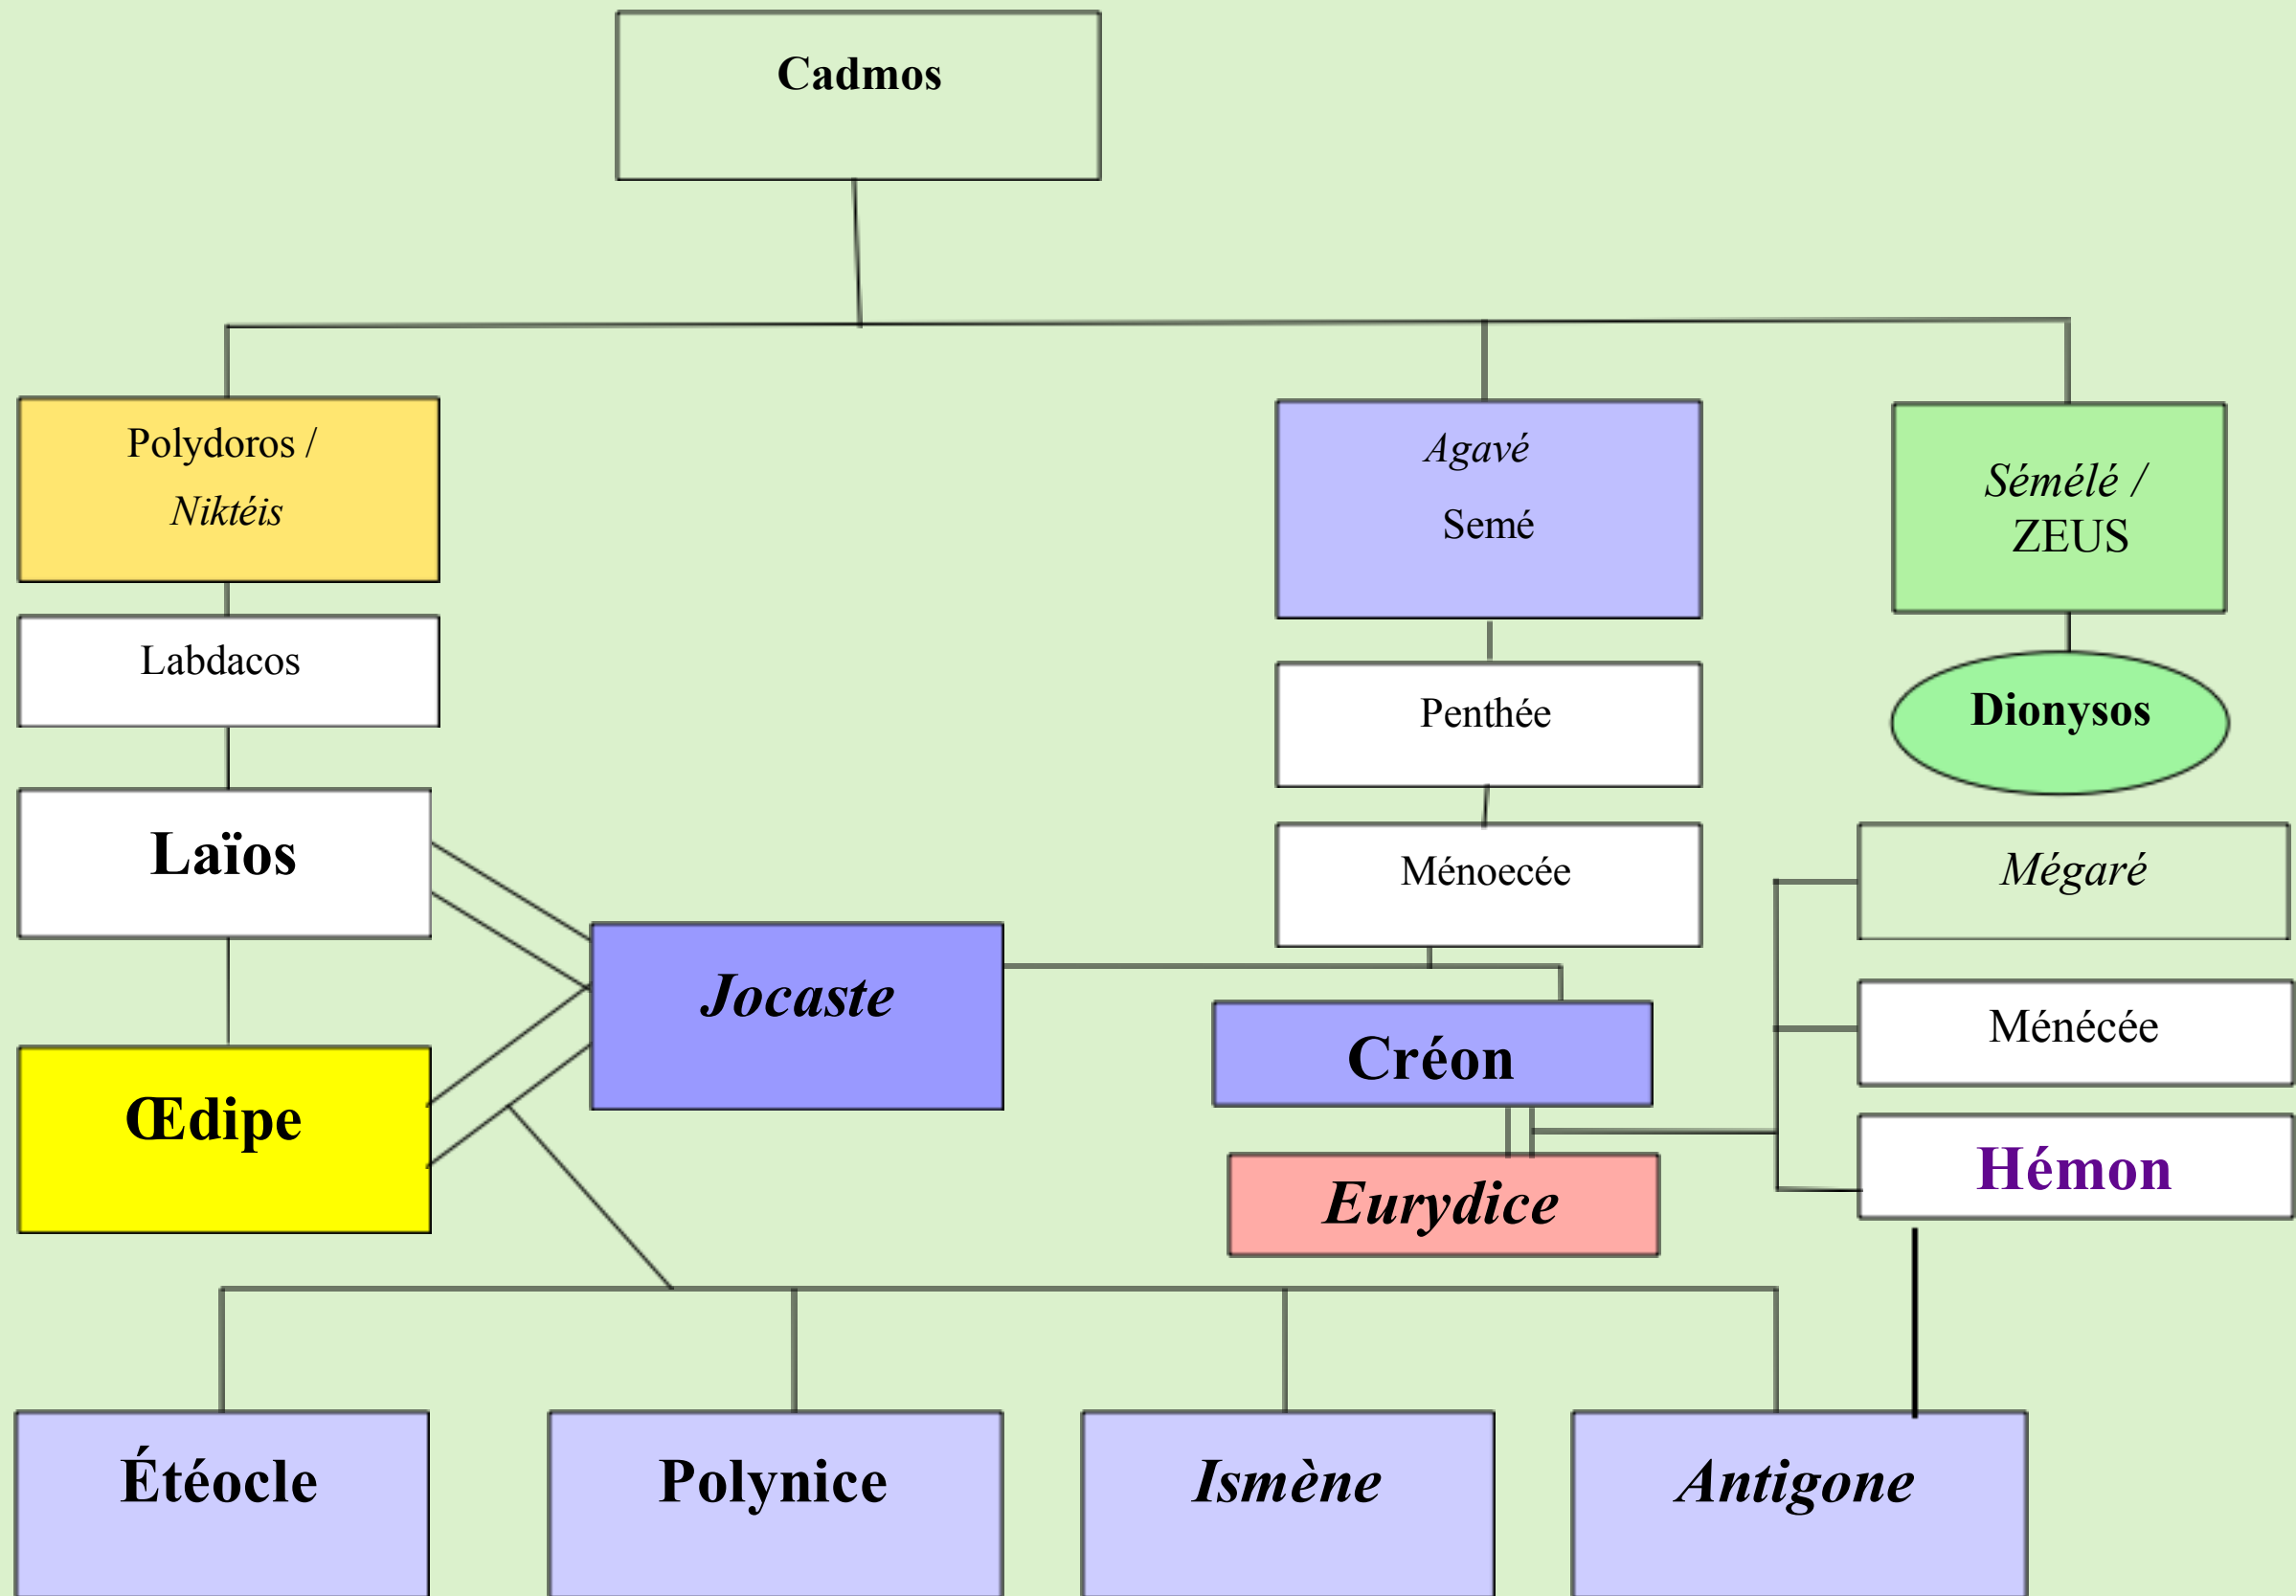 Cadmos
Polydoros /
Niktéis
Agavé
Semé
Sémélé /
ZEUS
Labdacos
Penthée
Dionysos
Laïos
Ménoecée
Mégaré
Jocaste
Créon
Ménécée
Œdipe
Eurydice
Hémon
Étéocle
Polynice
Ismène
Antigone